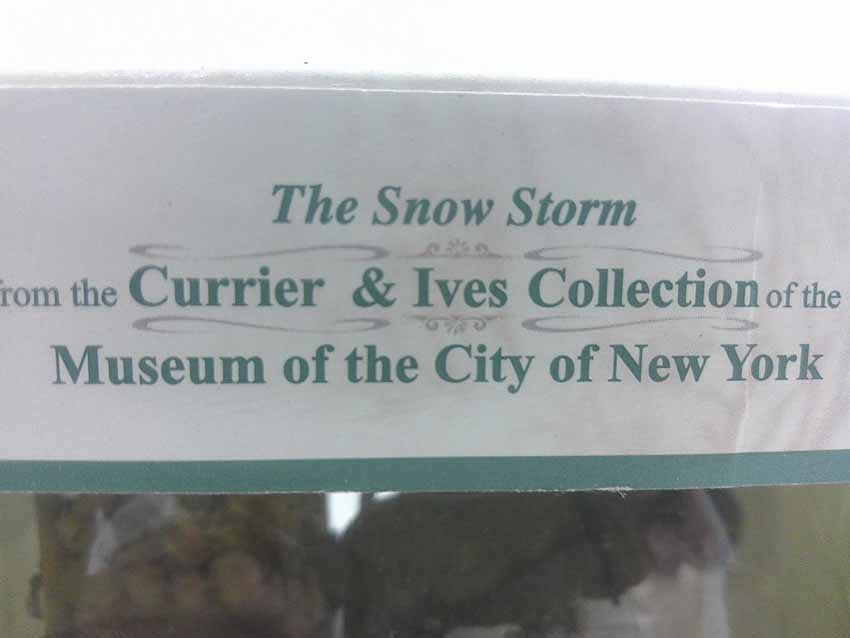 The Snow Storm
rom the Currier & Ives Collection of the
Museum of the City of New York